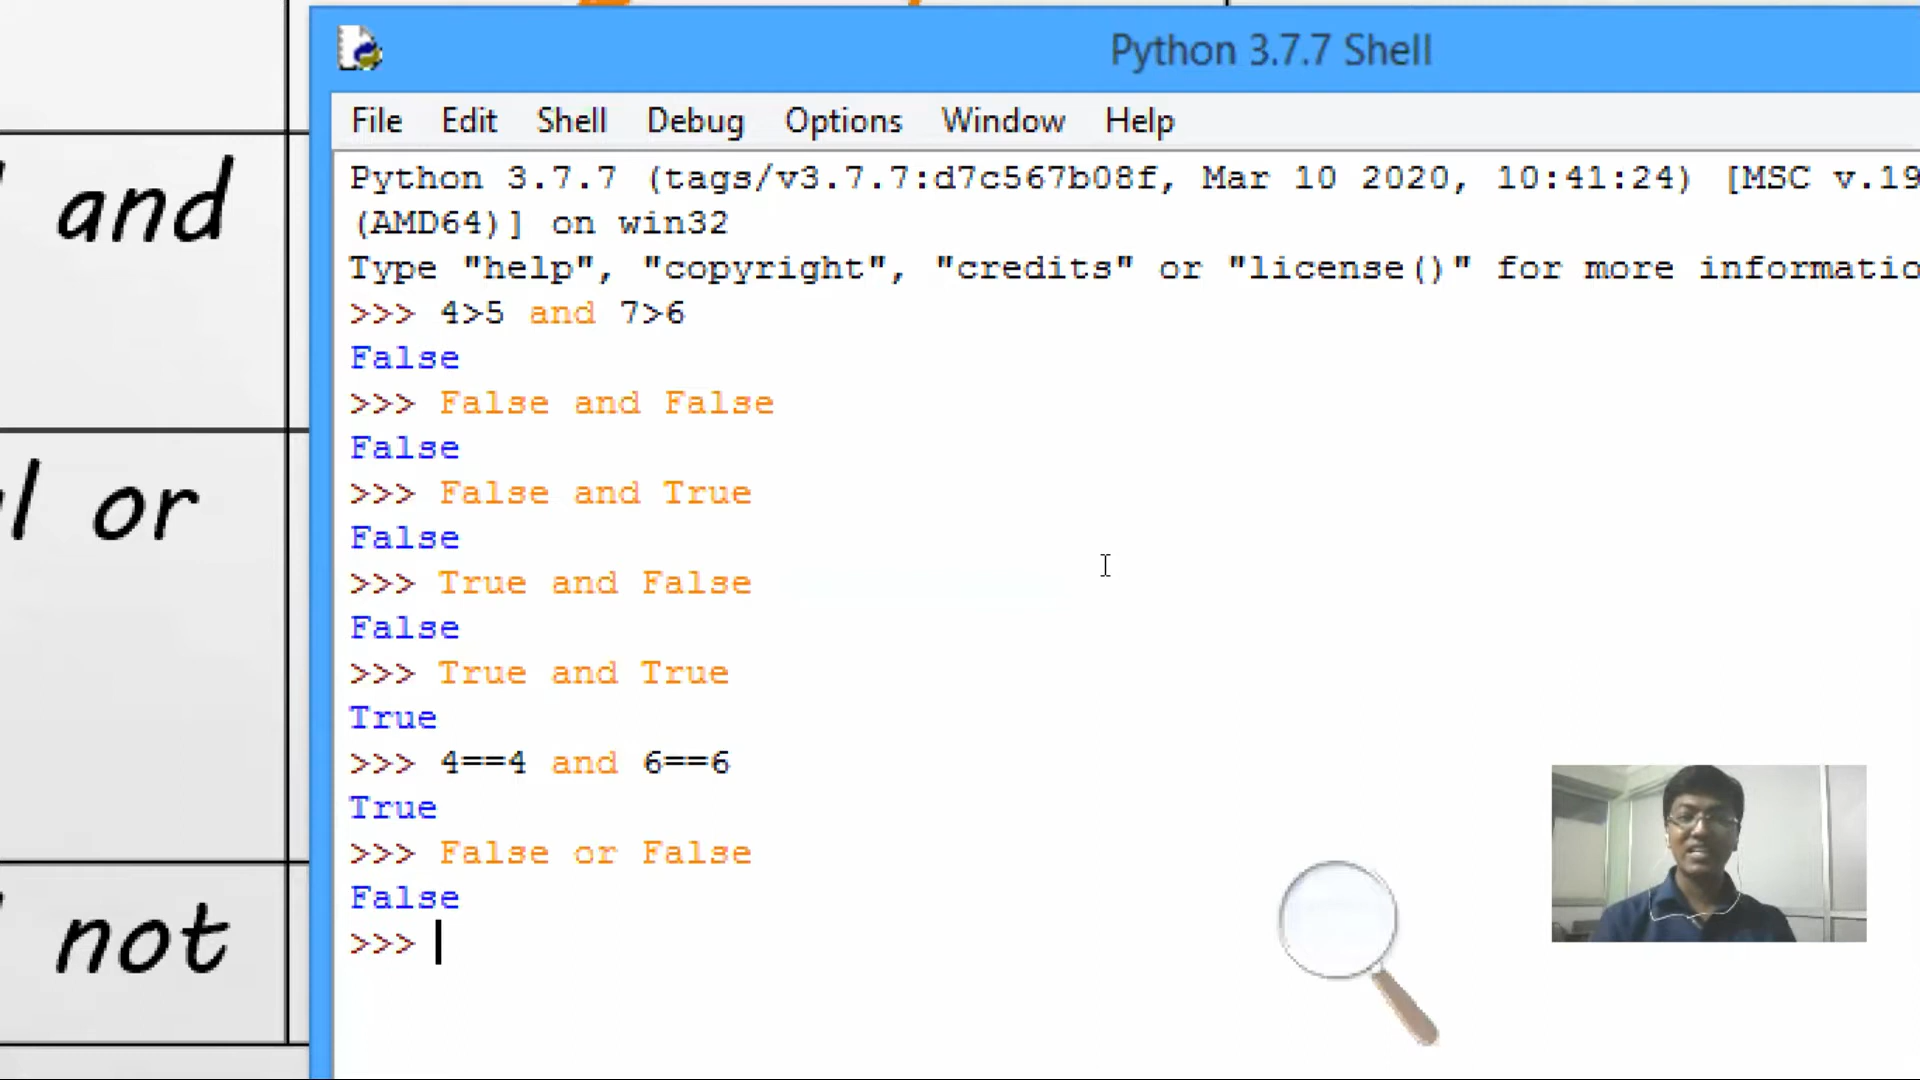 Python 3.7.7 Shell
File Edit Shell Debug Options Window Help
Python 3.7.7 (tags/v3.7.7:d7c567b08f, Mar 10 2020, 10:41:24) [MSC v.19
(AMD64)] on win32
Type "help", "copyright", "credits" or "license()" for more informatio
>>> 4>5 and 7>6
False
>>> False and False
False
>>> False and True
False
>>> True and False
False
>>> True and True
True
>>> 4==4 and 6==6
True
>>> False or False
False
>>>
and
l or
not